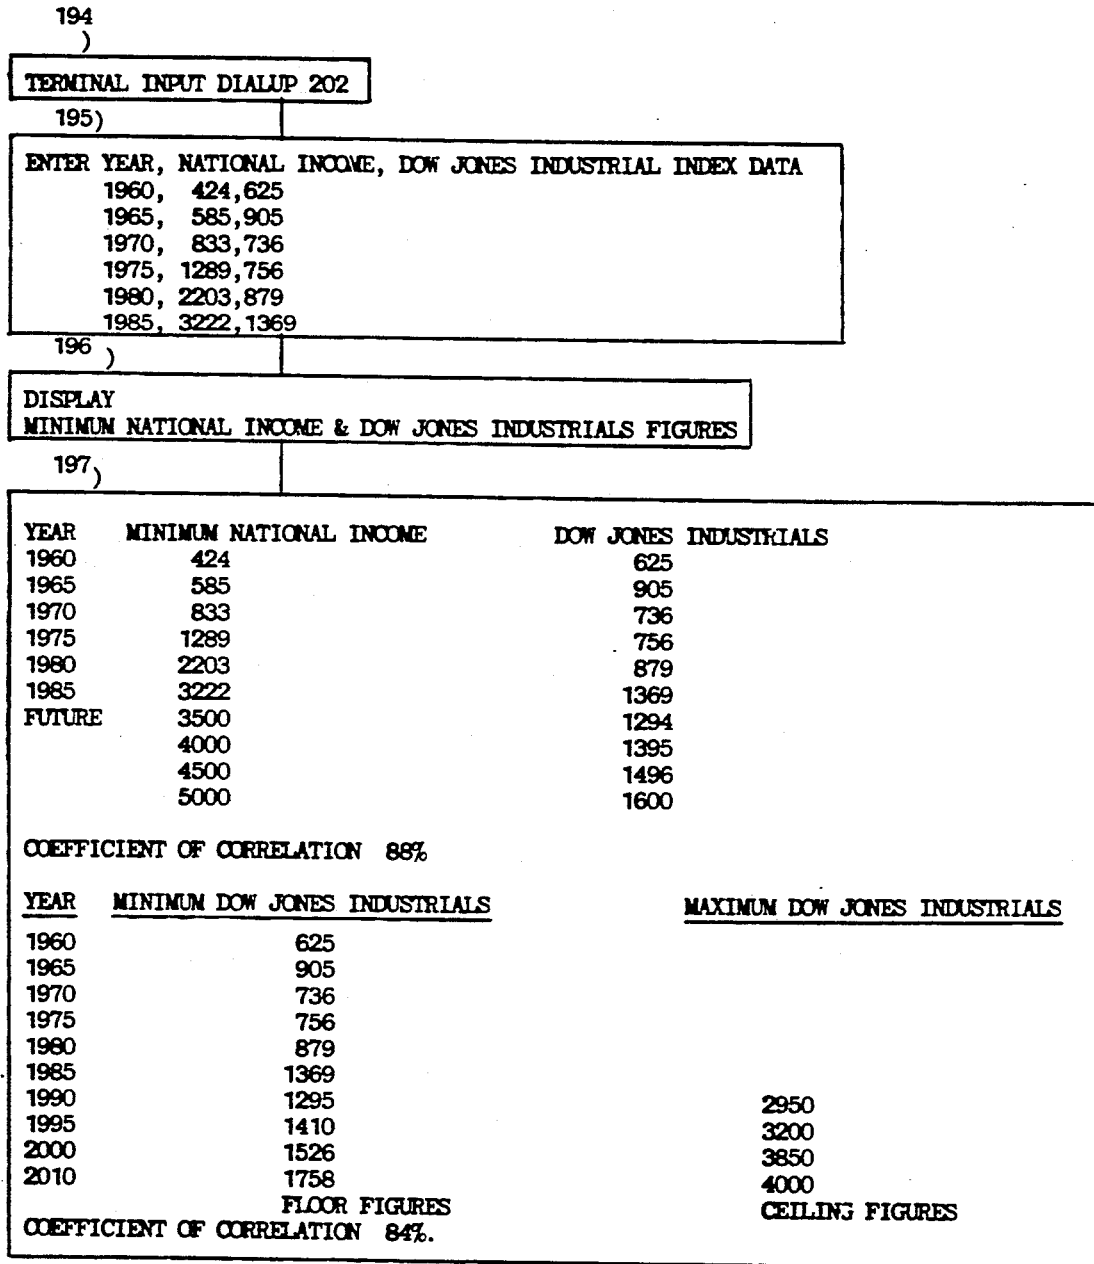 194
)
TERMINAL INPUT DIALUP 202
195)
ENTER YEAR, NATIONAL INCOME, DOW JONES INDUSTRIAL INDEX DATA
1960, 424,625
1965, 585,905
1970, 833,736
1975, 1289,756
1980, 2203,879
1985, 3222,1369
196 )
DISPLAY
MINIMUM NATIONAL INCOME & DOW JONES INDUSTRIALS FIGURES
197)
YEAR MINIMUM NATIONAL INCOME DOW JONES INDUSTRIALS
1960 424 625
1965 585 905
1970 833 736
1975 1289 756
1980 2203 879
1985 3222 1369
FUTURE 3500 1294
4000 1395
4500 1496
5000 1600
COEFFICIENT OF CORRELATION 88%
YEAR MINIMUM DOW JONES INDUSTRIALS MAXIMUM DOW JONES INDUSTRIALS
1960 625
1965 905
1970 736
1975 756
1980 879
1985 1369
1990 1295 2950
1995 1410 3200
2000 1526 3850
2010 1758 4000
FLOOR FIGURES CEILING FIGURES
COEFFICIENT OF CORRELATION 84%.